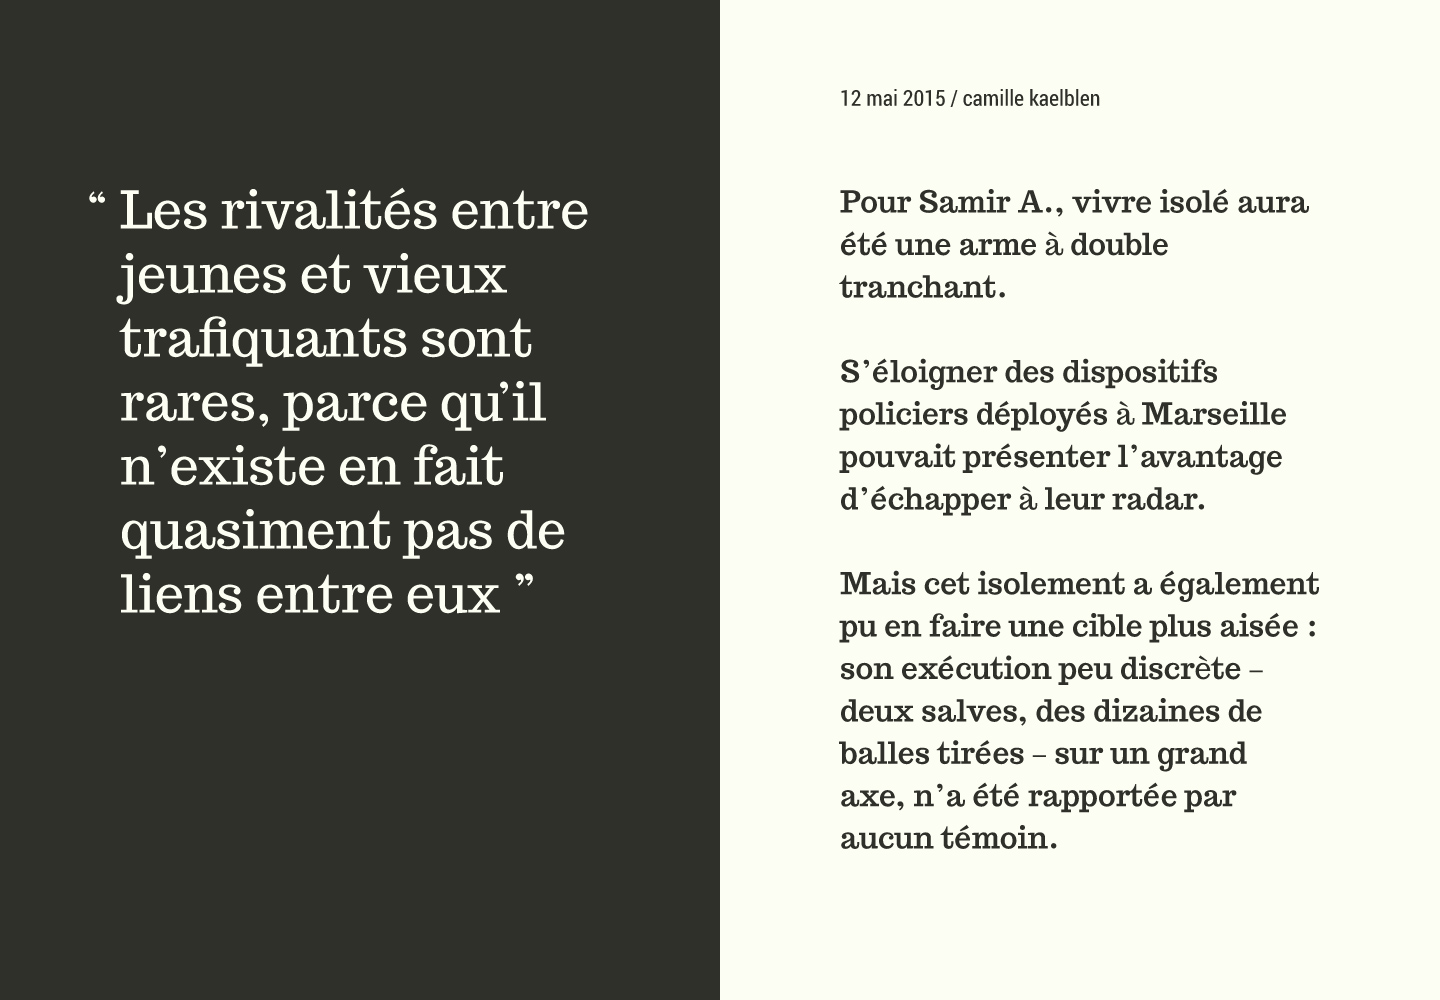 “ Les rivalités entre
jeunes et vieux
trafiquants sont
rares, parce qu’il
n’existe en fait
quasiment pas de
liens entre eux ”
12 mai 2015 / camille kaelblen
Pour Samir A., vivre isolé aura
été une arme à double
tranchant.
S’éloigner des dispositifs
policiers déployés à Marseille
pouvait présenter l’avantage
d’échapper à leur radar.
Mais cet isolement a également
pu en faire une cible plus aisée :
son exécution peu discrète –
deux salves, des dizaines de
balles tirées – sur un grand
axe, n’a été rapportée par
aucun témoin.